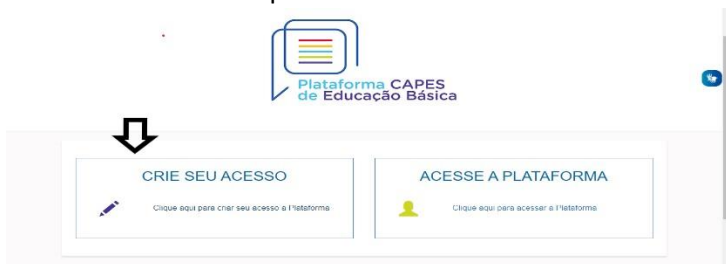 Plataforma CAPES
de Educação Básica
CRIE SEU ACESSO
Clique aqui para criar seu acesso a Plataforma
ACESSE A PLATAFORMA
Clique aqui para acessar a Plataforma